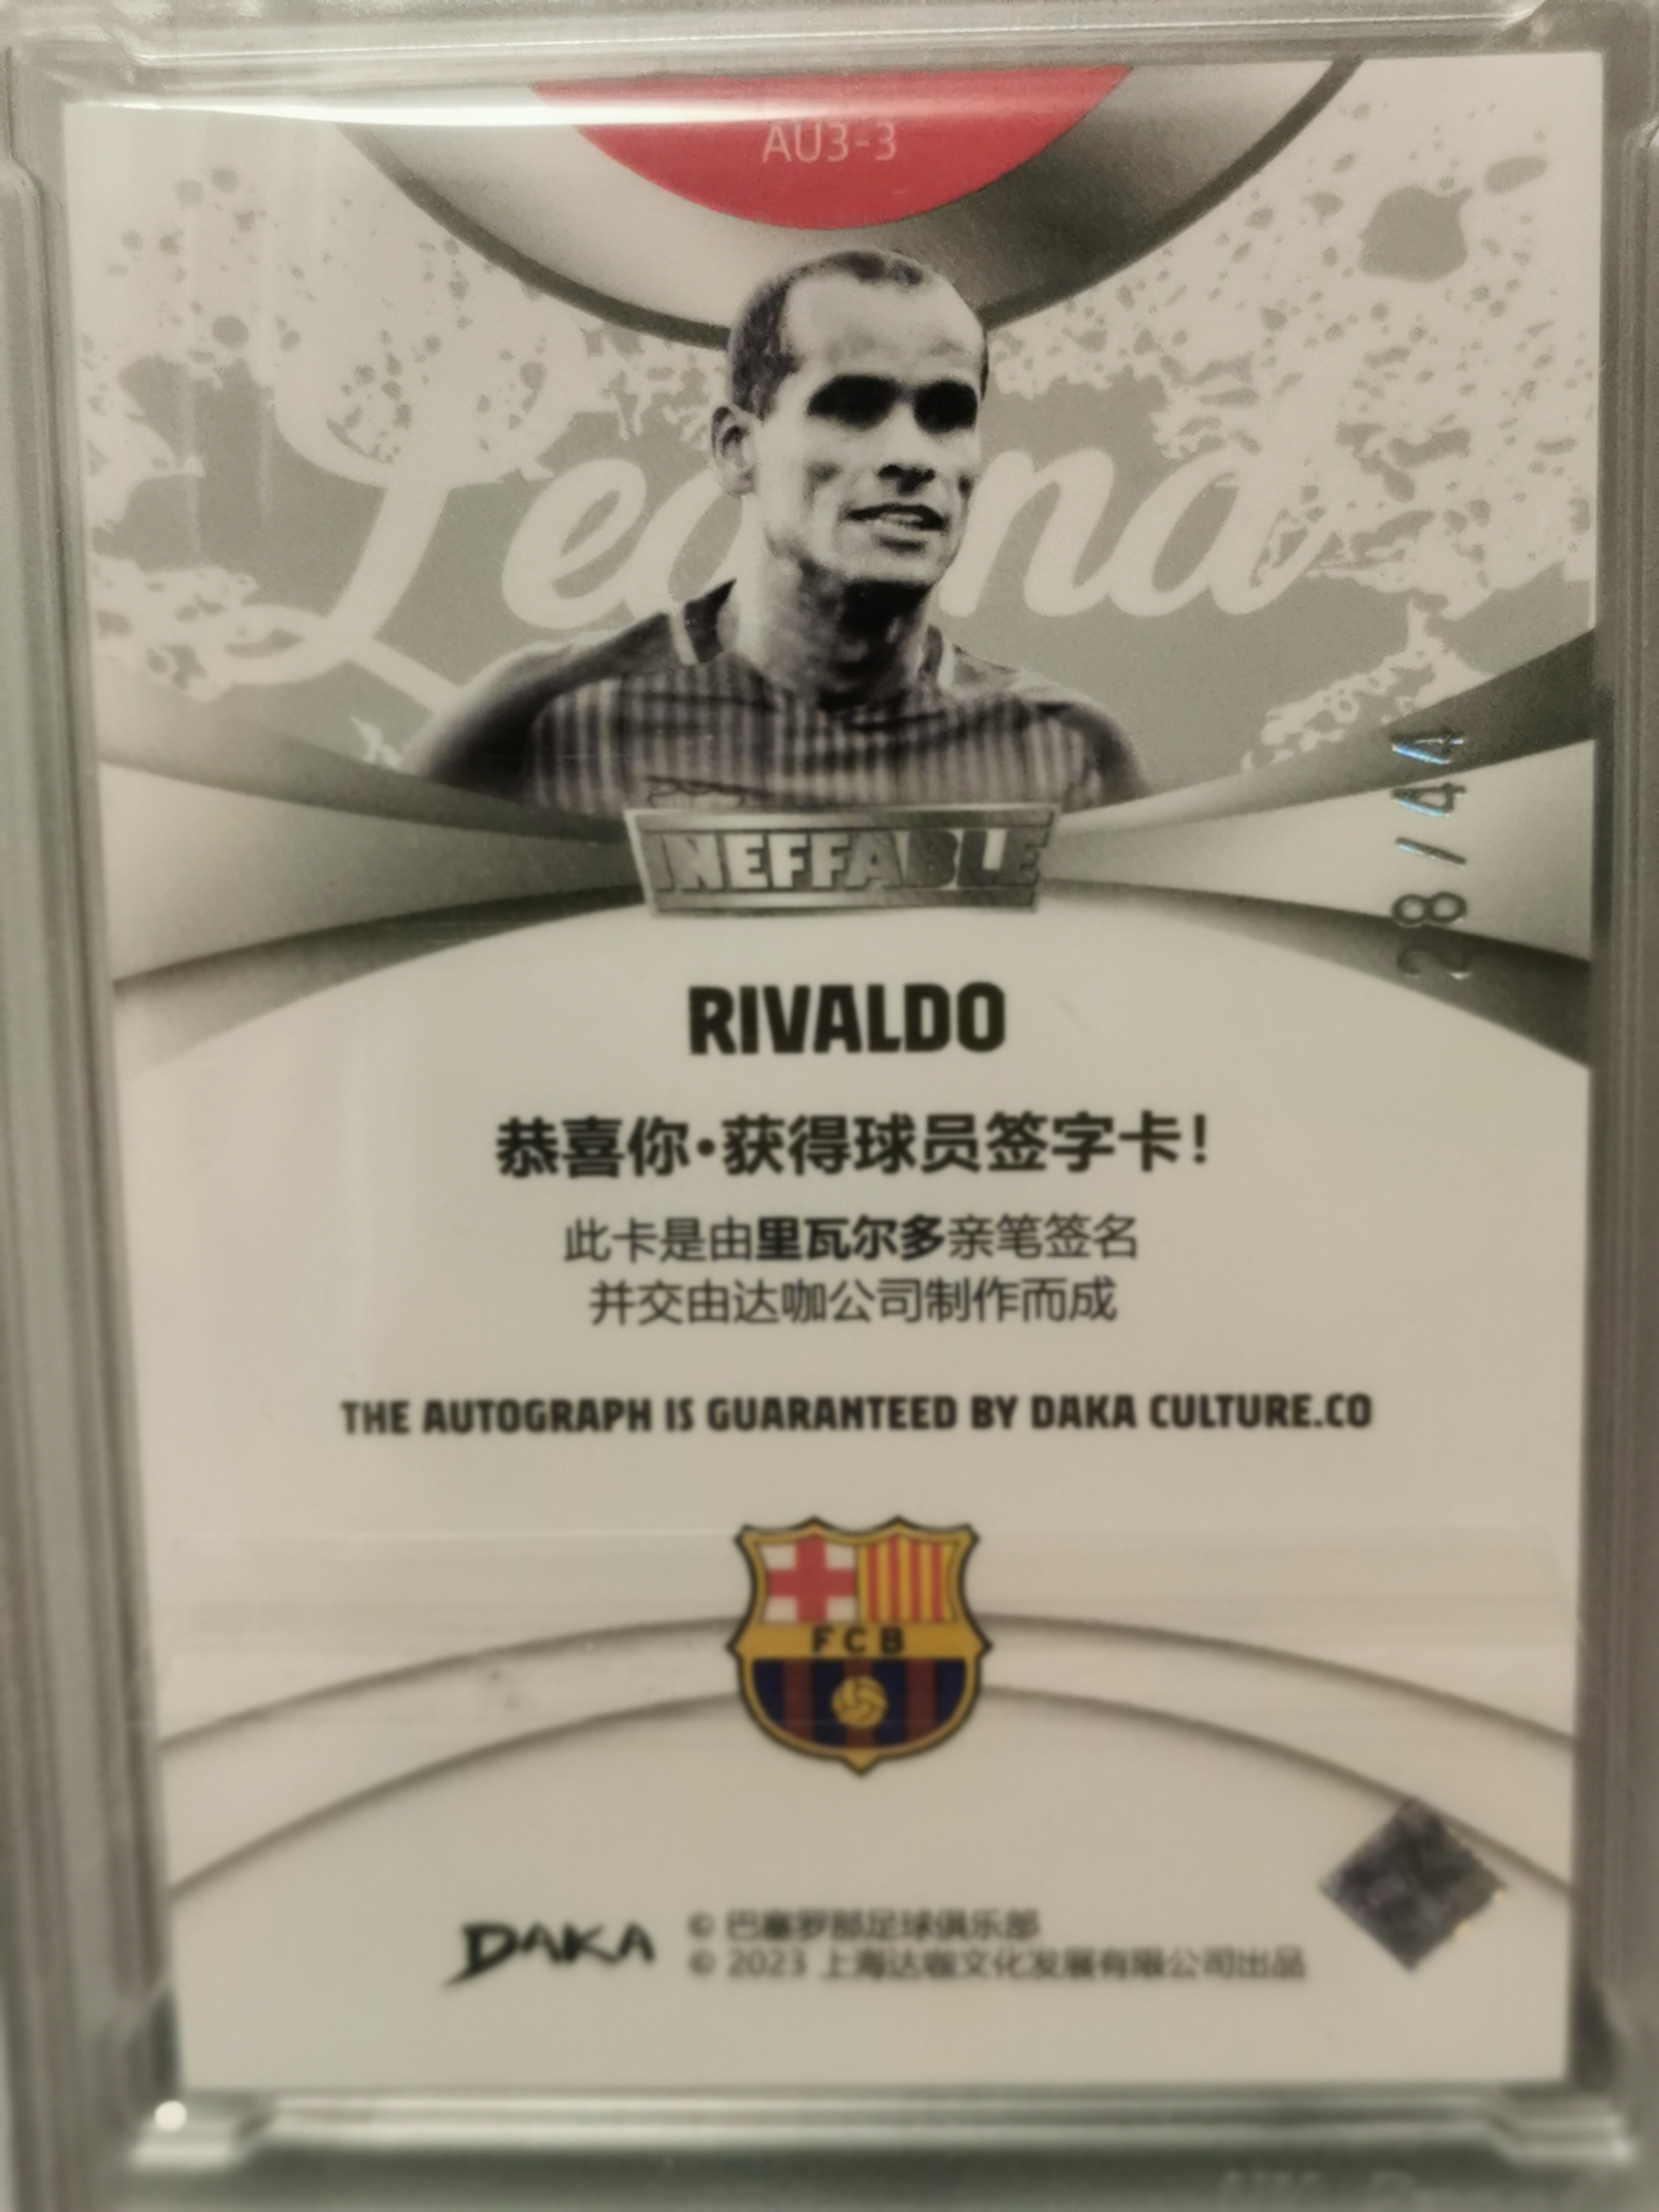 AU3-3
Legend
INEFFABLE
28/44
RIVALDO
恭喜你·获得球员签字卡!
此卡是由里瓦尔多亲笔签名
并交由达咖公司制作而成
THE AUTOGRAPH IS GUARANTEED BY DAKA CULTURE.CO
FCB
DAKA
© 巴塞罗那足球俱乐部
© 2023 上海达咖文化发展有限公司出品